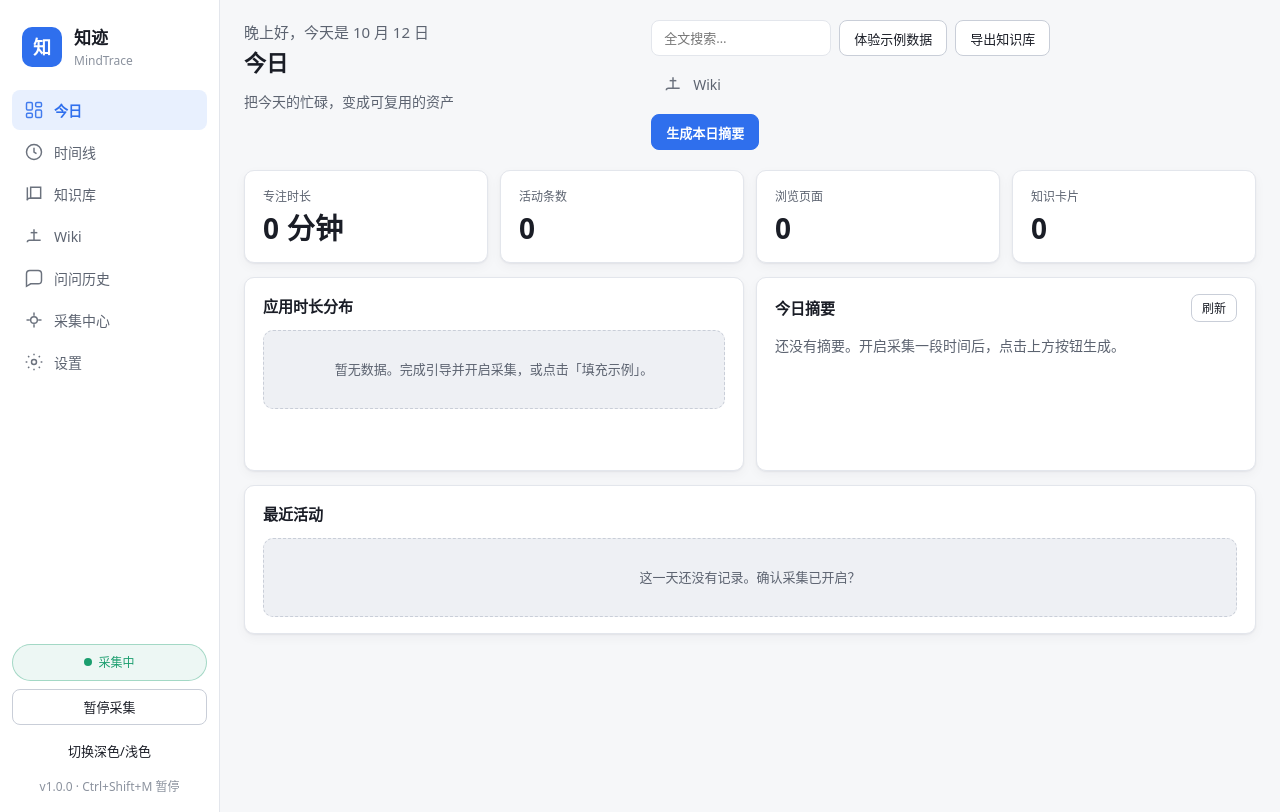 知
知迹
MindTrace
今日
时间线
知识库
Wiki
问问历史
采集中心
设置
采集中
暂停采集
切换深色/浅色
v1.0.0 · Ctrl+Shift+M 暂停
晚上好，今天是 10 月 12 日
今日
把今天的忙碌，变成可复用的资产
全文搜索...
体验示例数据
导出知识库
Wiki
生成本日摘要
专注时长
0 分钟
活动条数
0
浏览页面
0
知识卡片
0
应用时长分布
暂无数据。完成引导并开启采集，或点击「填充示例」。
今日摘要
刷新
还没有摘要。开启采集一段时间后，点击上方按钮生成。
最近活动
这一天还没有记录。确认采集已开启？